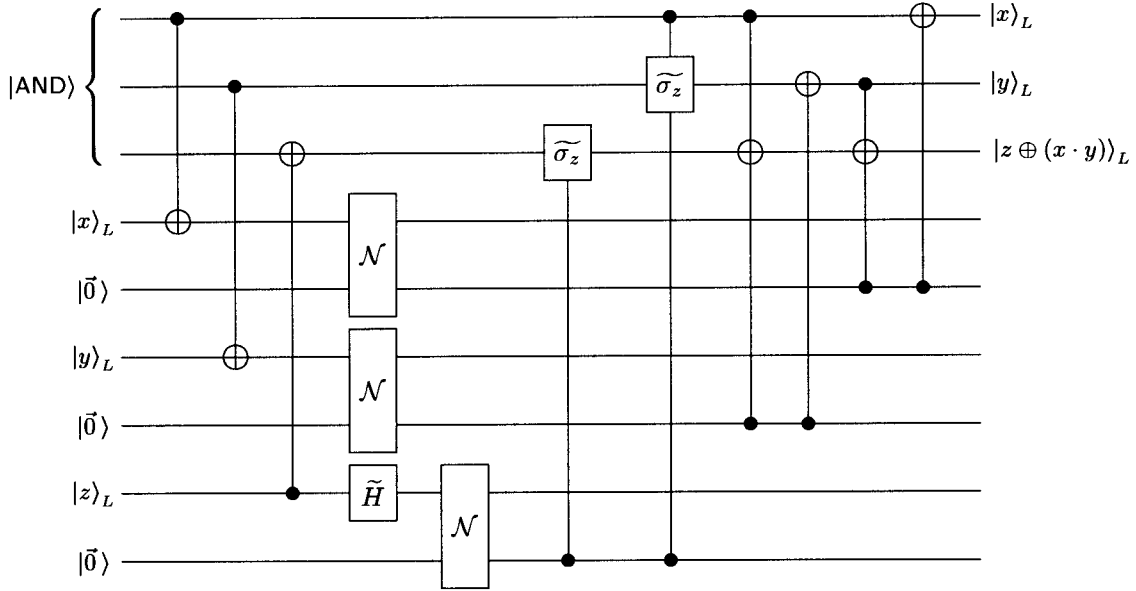 |x⟩_L
|AND⟩
σ̃_z
|y⟩_L
σ̃_z
|z ⊕ (x · y)⟩_L
|x⟩_L
𝒩
|0⃗⟩
|y⟩_L
𝒩
|0⃗⟩
|z⟩_L
H̃
𝒩
|0⃗⟩